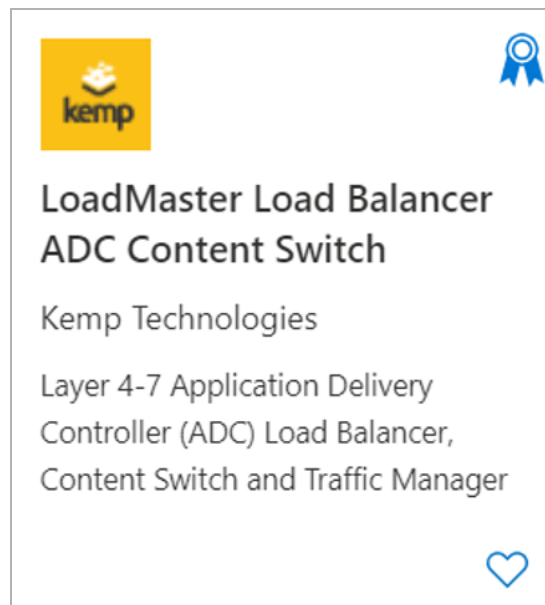 kemp
LoadMaster Load Balancer
ADC Content Switch
Kemp Technologies
Layer 4-7 Application Delivery
Controller (ADC) Load Balancer,
Content Switch and Traffic Manager